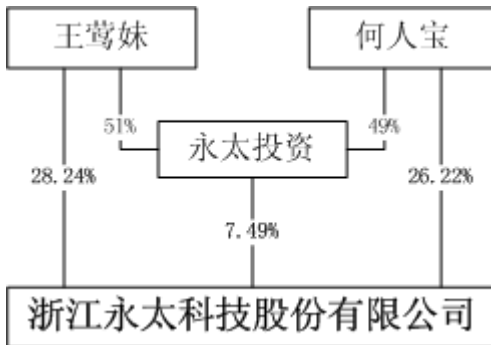 王莺妹
何人宝
51%
49%
永太投资
28.24%
26.22%
7.49%
浙江永太科技股份有限公司